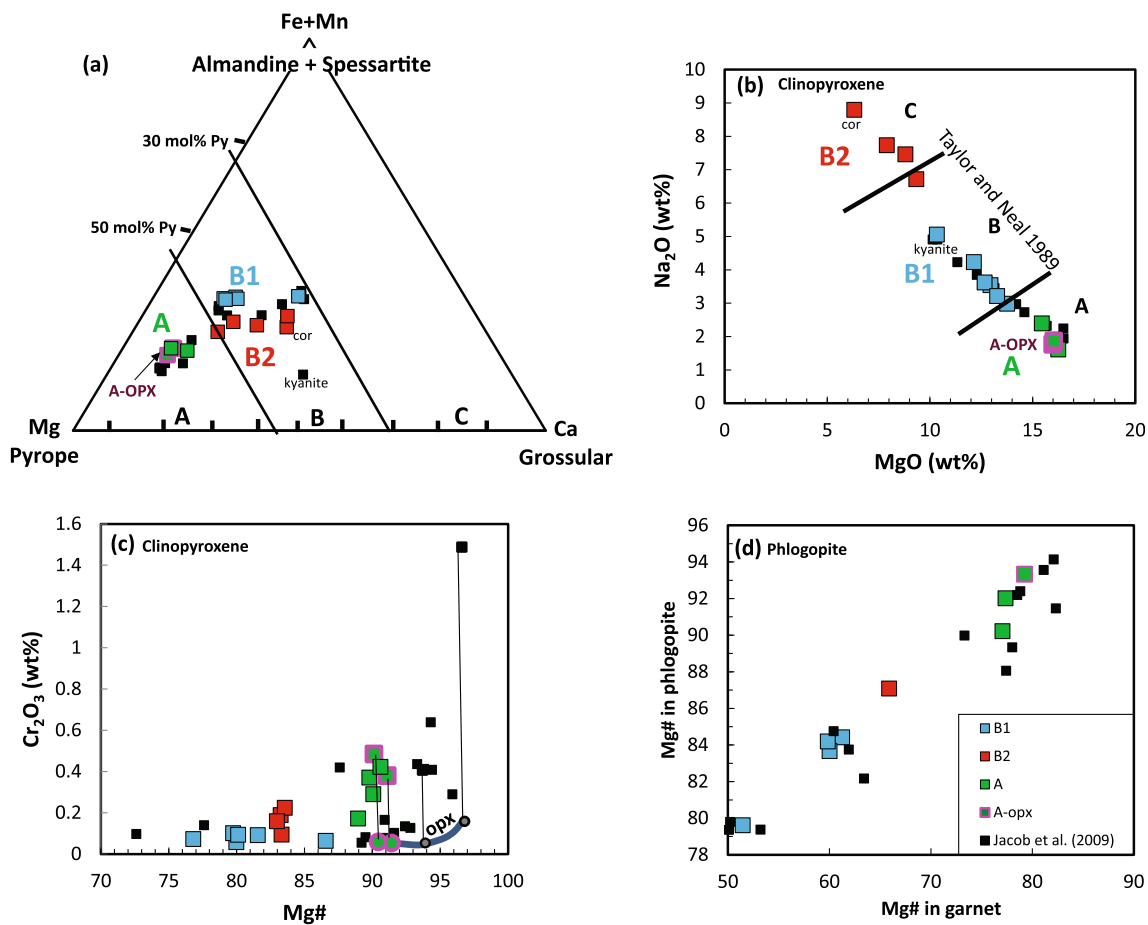 Fe+Mn
^
(a)
Almandine + Spessartite
30 mol% Py
50 mol% Py
B1
A
B2
cor
A-OPX
kyanite
Mg
A
B
C
Ca
Pyrope
Grossular
(b) Clinopyroxene
10
9
8
7
6
5
4
3
2
1
0
Na₂O (wt%)
cor
C
B2
Taylor and Neal 1989
B
kyanite
B1
A
A-OPX
A
0
5
10
15
20
MgO (wt%)
(c) Clinopyroxene
1.6
1.4
1.2
1
0.8
0.6
0.4
0.2
0
Cr₂O₃ (wt%)
opx
70
75
80
85
90
95
100
Mg#
(d) Phlogopite
96
94
92
90
88
86
84
82
80
78
Mg# in phlogopite
B1
B2
A
A-opx
Jacob et al. (2009)
50
60
70
80
90
Mg# in garnet